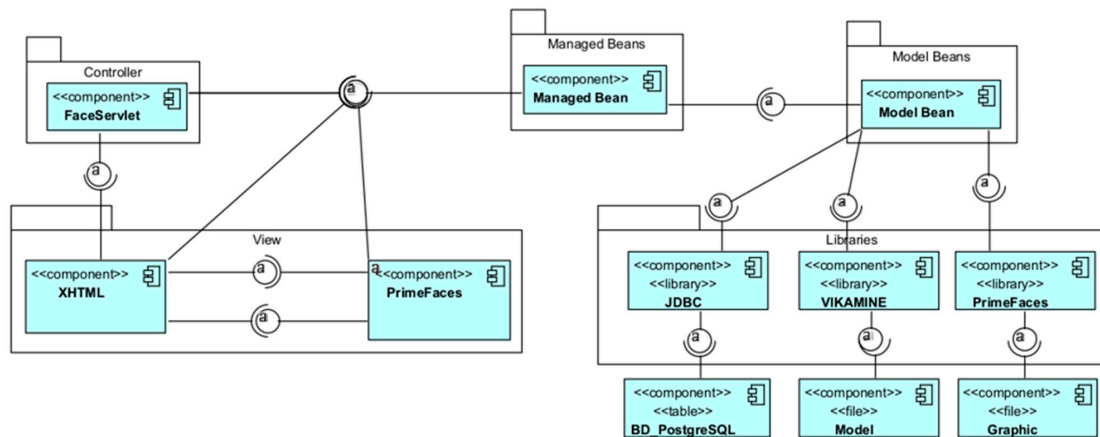 Controller
<<component>>
FaceServlet
a
Managed Beans
<<component>>
Managed Bean
a
Model Beans
<<component>>
Model Bean
a
a
a
a
View
<<component>>
XHTML
a
a
a
<<component>>
PrimeFaces
Libraries
<<component>>
<<library>>
JDBC
<<component>>
<<library>>
VIKAMINE
<<component>>
<<library>>
PrimeFaces
a
a
a
<<component>>
<<table>>
BD_PostgreSQL
<<component>>
<<file>>
Model
<<component>>
<<file>>
Graphic